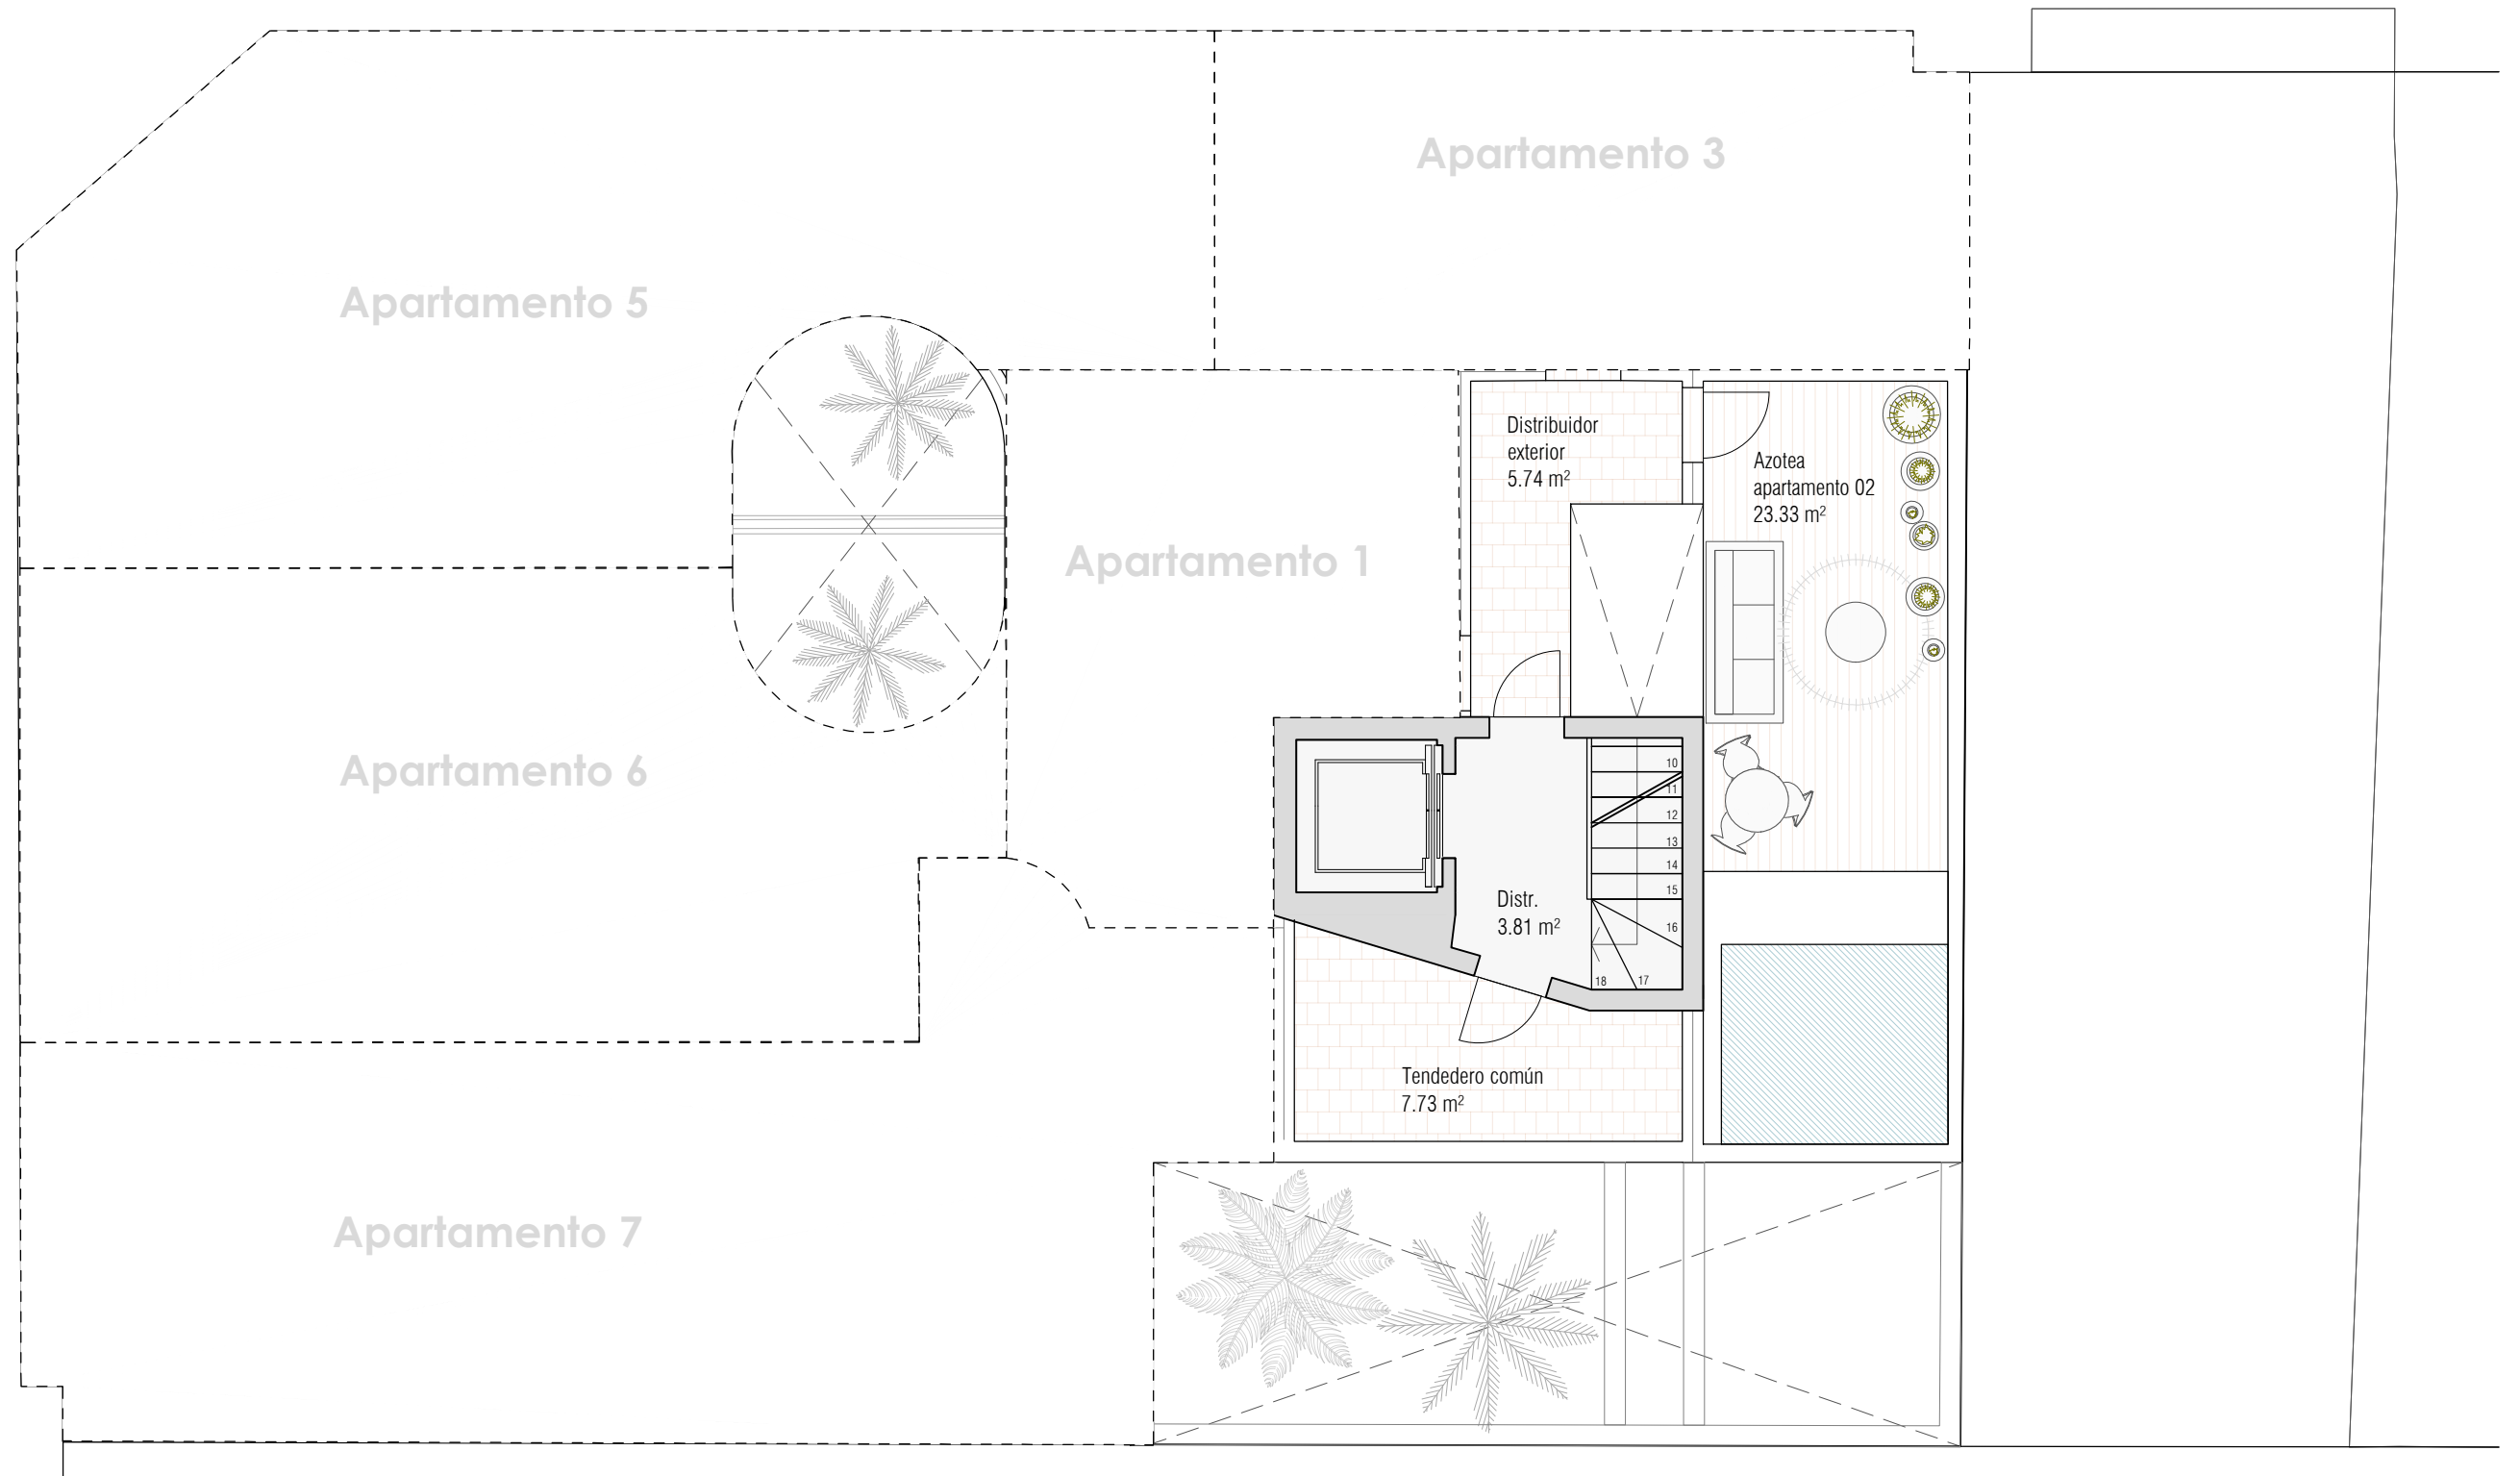 Apartamento 3
Apartamento 5
Distribuidor
exterior
5.74 m²
Azotea
apartamento 02
23.33 m²
Apartamento 1
Apartamento 6
10
11
12
13
14
15
16
17
18
Distr.
3.81 m²
Tendedero común
7.73 m²
Apartamento 7